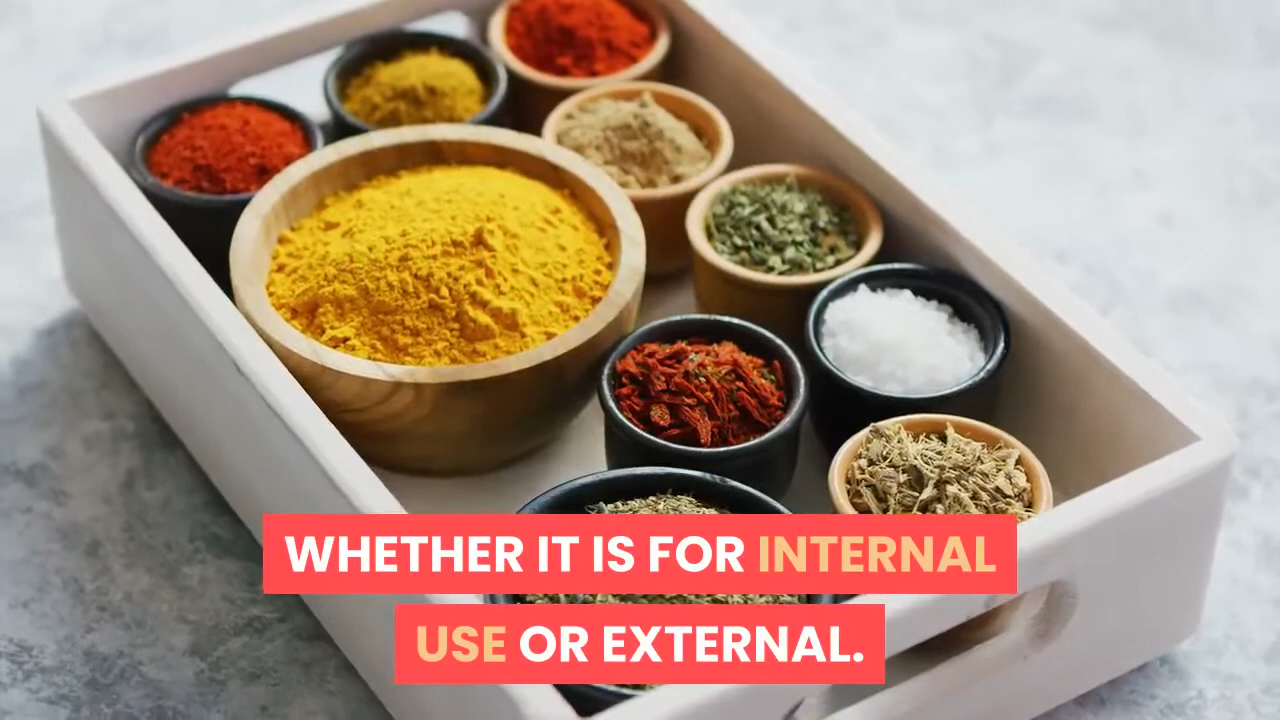 WHETHER IT IS FOR INTERNAL
USE OR EXTERNAL.